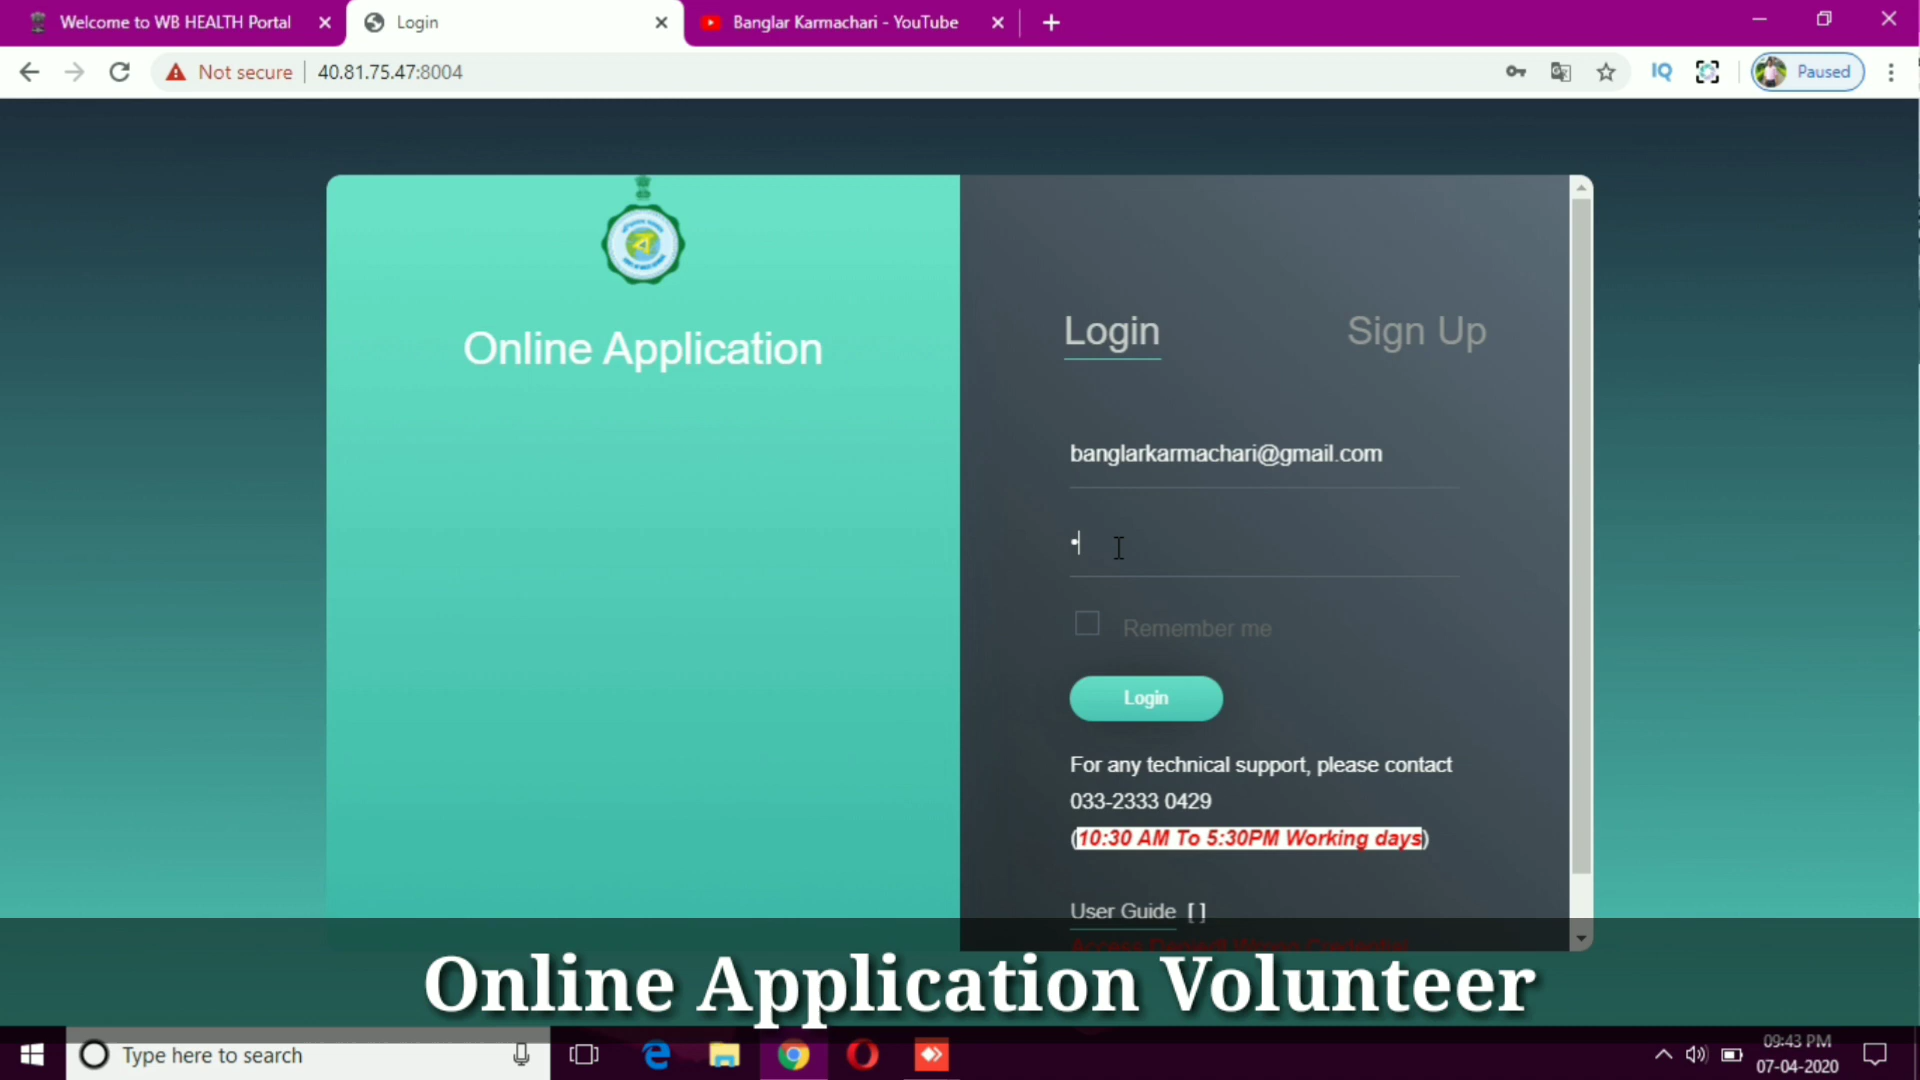 Welcome to WB HEALTH Portal
Login
Banglar Karmachari - YouTube
Not secure
40.81.75.47:8004
IQ
Paused
Online Application
Login
Sign Up
banglarkarmachari@gmail.com
Remember me
Login
For any technical support, please contact
033-2333 0429
(10:30 AM To 5:30PM Working days)
User Guide [ ]
Online Application Volunteer
Type here to search
09:43 PM
07-04-2020